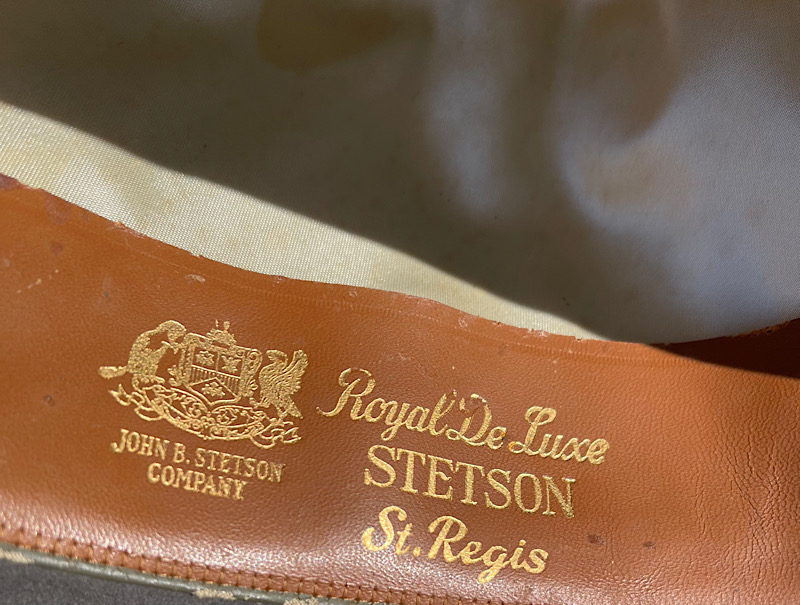 JOHN B. STETSON
COMPANY
Royal De Luxe
STETSON
St. Regis